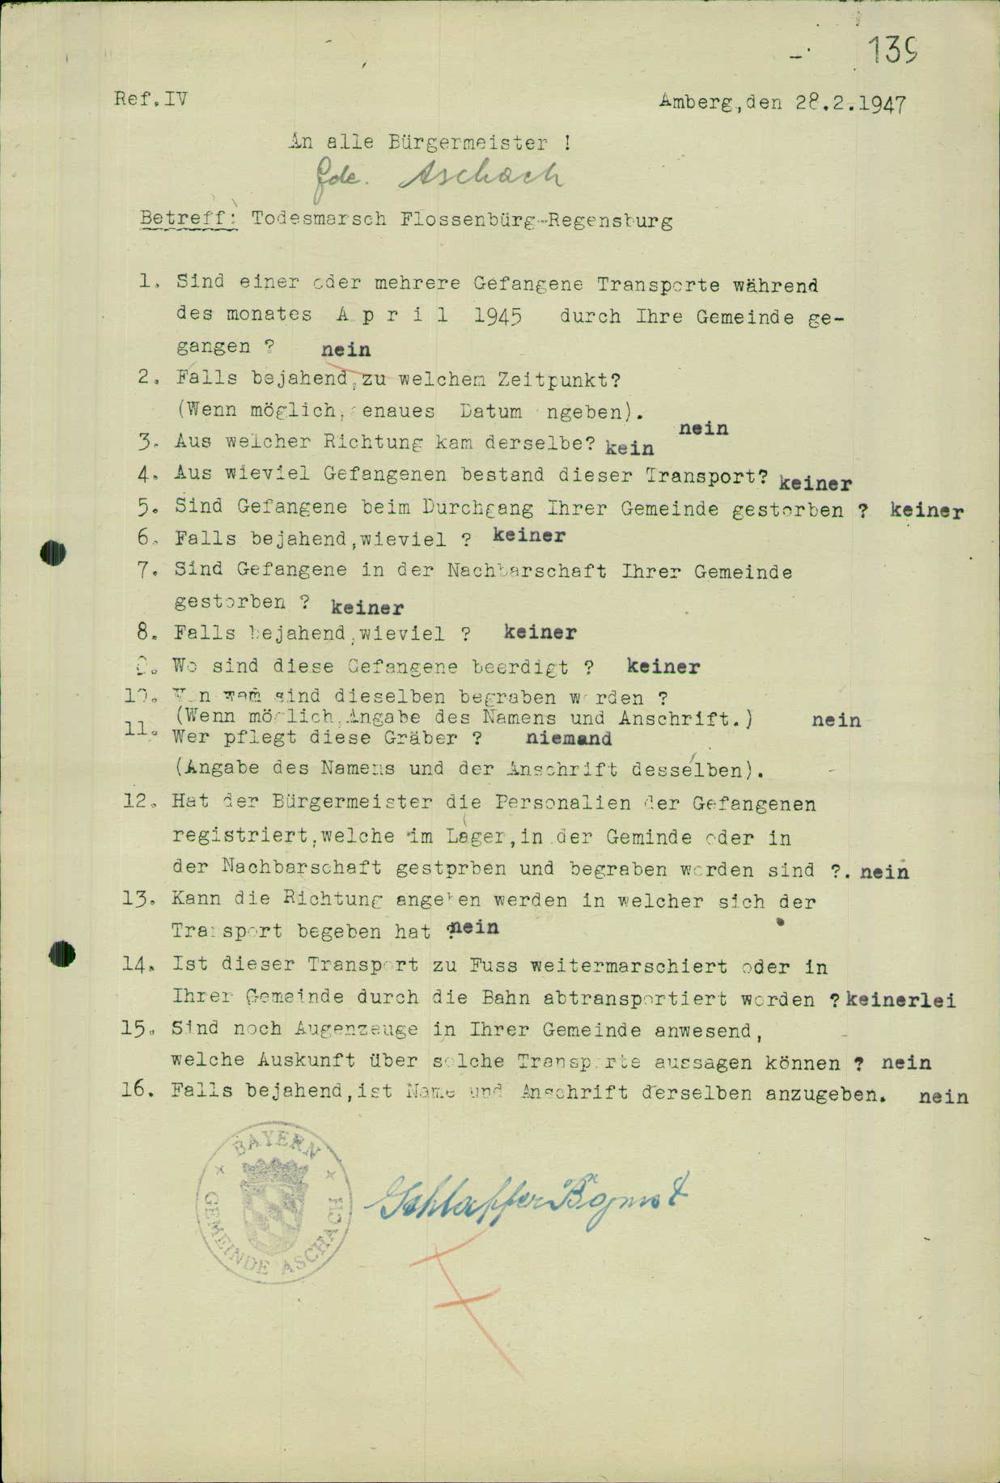 139
Ref.IV
Amberg,den 28.2.1947
An alle Bürgermeister !
Gde. Aschach
Betreff: Todesmarsch Flossenbürg-Regensburg
1. Sind einer oder mehrere Gefangene Transporte während
des monates A p r i l 1945 durch Ihre Gemeinde ge-
gangen ? nein
2. Falls bejahend,zu welchem Zeitpunkt?
(Wenn möglich, enaues Datum ngeben). nein
3. Aus welcher Richtung kam derselbe? kein
4. Aus wieviel Gefangenen bestand dieser Transport? keiner
5. Sind Gefangene beim Durchgang Ihrer Gemeinde gestorben ? keiner
6. Falls bejahend,wieviel ? keiner
7. Sind Gefangene in der Nachbarschaft Ihrer Gemeinde
gestorben ? keiner
8. Falls bejahend,wieviel ? keiner
9. Wo sind diese Gefangene beerdigt ? keiner
10. Von wem sind dieselben begraben worden ?
(Wenn möglich,Angabe des Namens und Anschrift.) nein
11. Wer pflegt diese Gräber ? niemand
(Angabe des Namens und der Anschrift desselben).
12. Hat der Bürgermeister die Personalien der Gefangenen
registriert,welche im Lager,in der Geminde oder in
der Nachbarschaft gestprben und begraben worden sind ?. nein
13. Kann die Richtung angeben werden in welcher sich der
Transport begeben hat ? nein
14. Ist dieser Transport zu Fuss weitermarschiert oder in
Ihrer Gemeinde durch die Bahn abtransportiert worden ? keinerlei
15. Sind noch Augenzeuge in Ihrer Gemeinde anwesend,
welche Auskunft über solche Transporte aussagen können ? nein
16. Falls bejahend,ist Name und Anschrift derselben anzugeben. nein
BAYERN
GEMEINDE ASCHACH